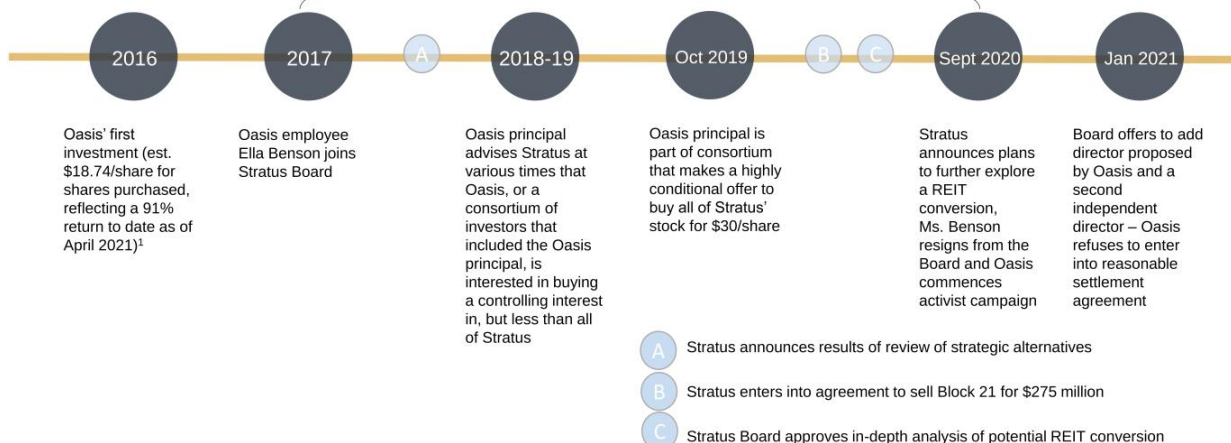 2016
2017
A
2018-19
Oct 2019
B
C
Sept 2020
Jan 2021
Oasis' first
investment (est.
$18.74/share for
shares purchased,
reflecting a 91%
return to date as of
April 2021)¹
Oasis employee
Ella Benson joins
Stratus Board
Oasis principal
advises Stratus at
various times that
Oasis, or a
consortium of
investors that
included the Oasis
principal, is
interested in buying
a controlling interest
in, but less than all
of Stratus
Oasis principal is
part of consortium
that makes a highly
conditional offer to
buy all of Stratus'
stock for $30/share
Stratus
announces plans
to further explore
a REIT
conversion,
Ms. Benson
resigns from the
Board and Oasis
commences
activist campaign
Board offers to add
director proposed
by Oasis and a
second
independent
director – Oasis
refuses to enter
into reasonable
settlement
agreement
A Stratus announces results of review of strategic alternatives
B Stratus enters into agreement to sell Block 21 for $275 million
C Stratus Board approves in-depth analysis of potential REIT conversion